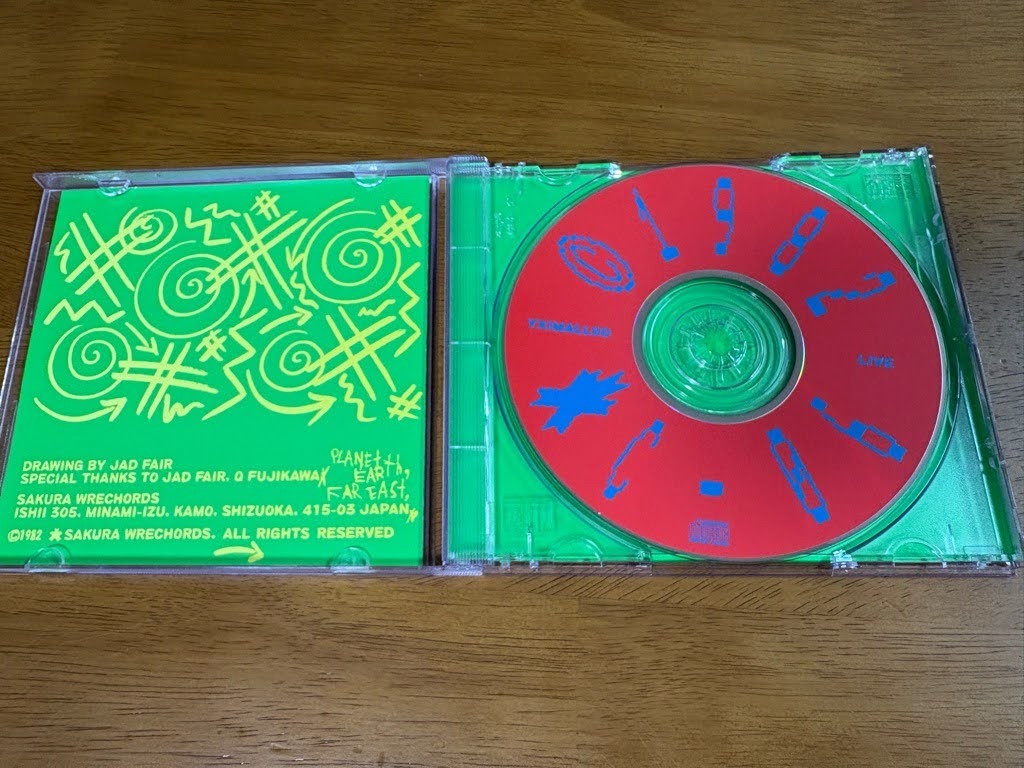 DRAWING BY JAD FAIR
SPECIAL THANKS TO JAD FAIR, Q FUJIKAWA
PLANEtth,
EARTH
FAR EAST,
SAKURA WRECHORDS
ISHII 305, MINAMI-IZU, KAMO, SHIZUOKA, 415-03 JAPAN
©1982 ★SAKURA WRECHORDS. ALL RIGHTS RESERVED
LIVE